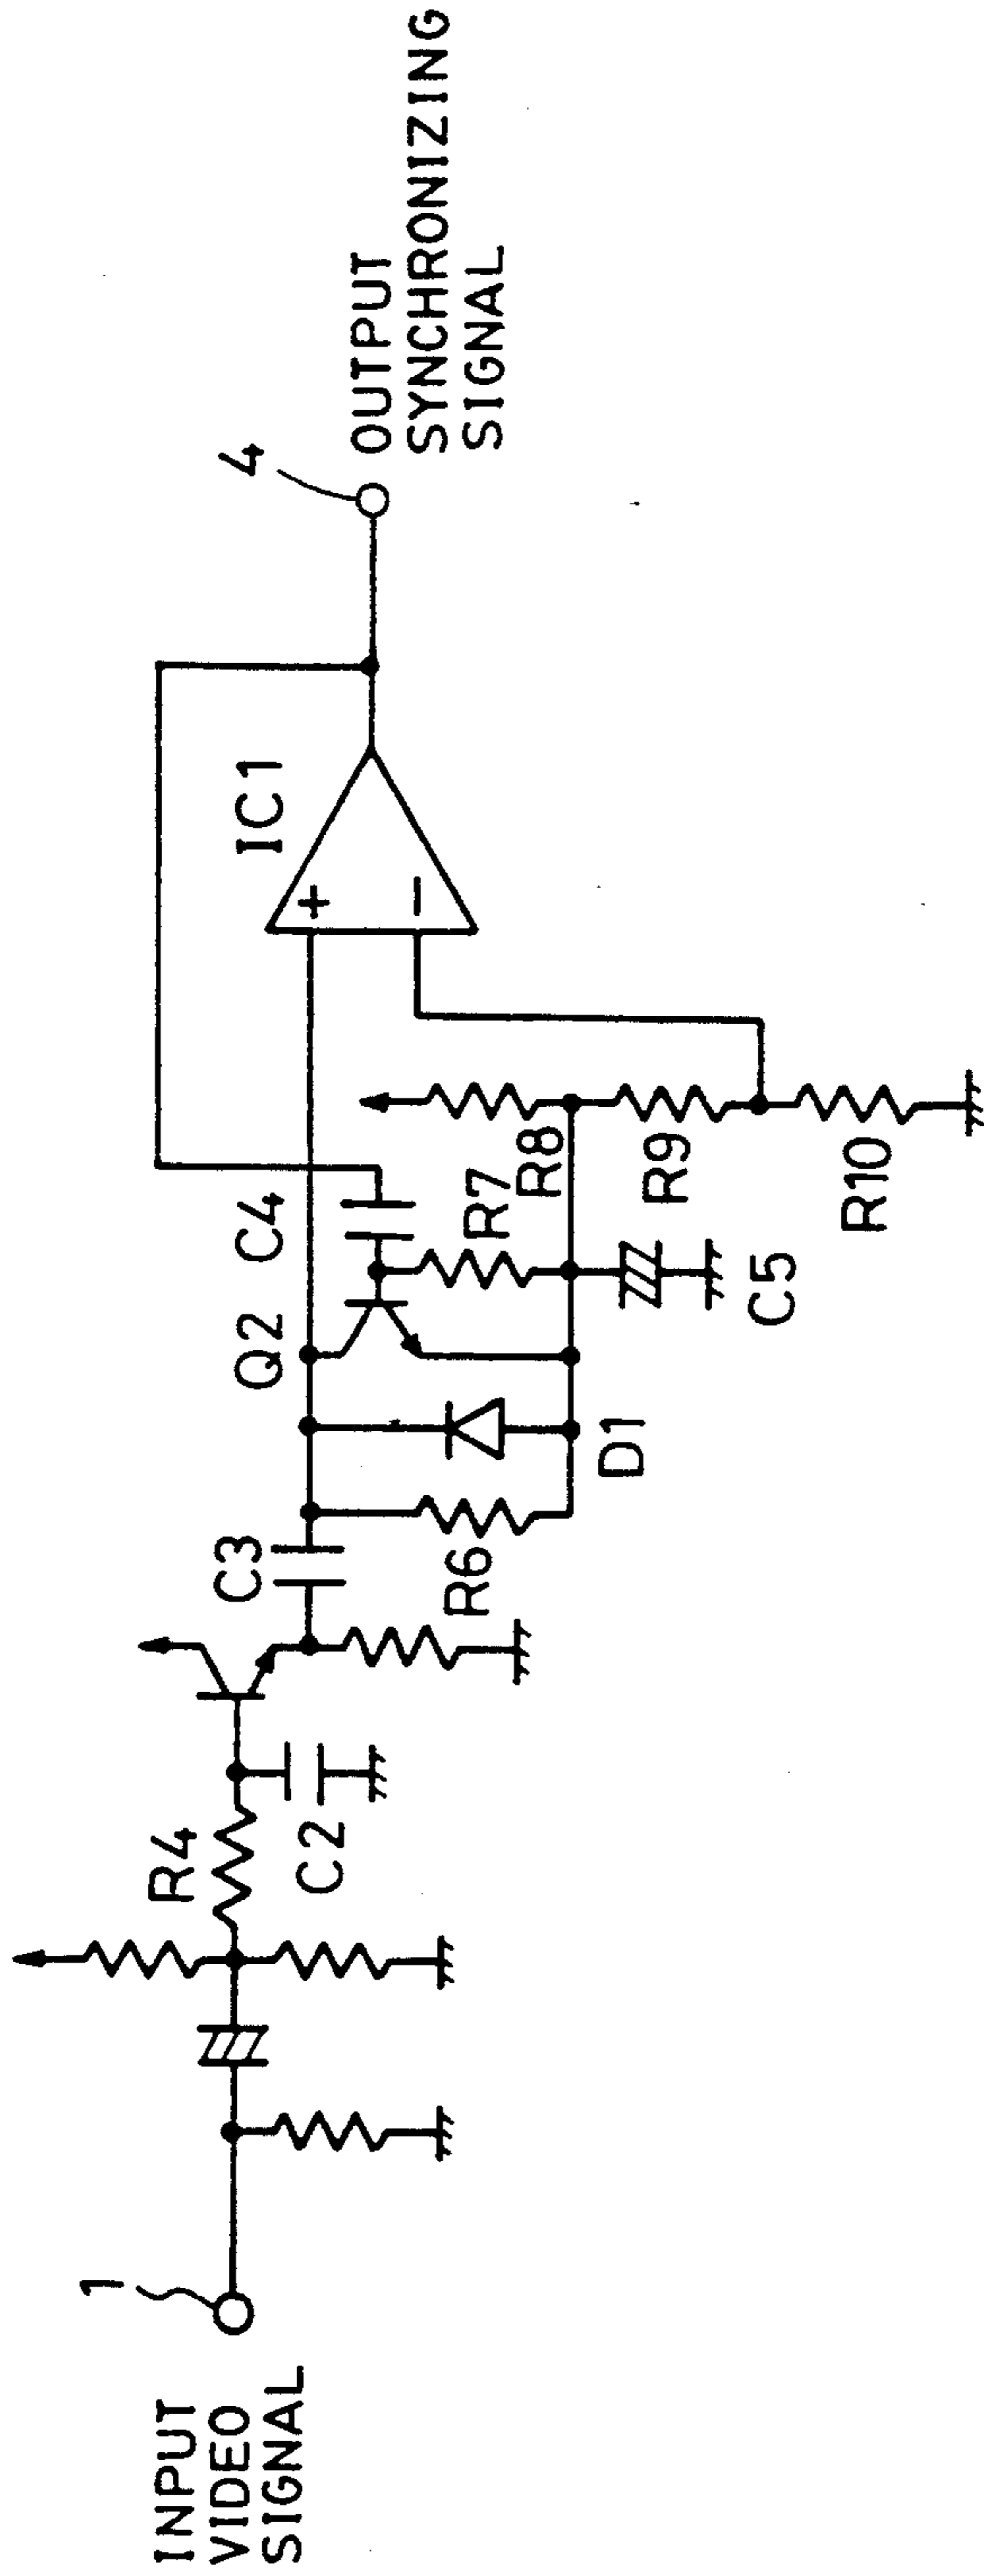 INPUT
VIDEO
SIGNAL
1
R4
C2
C3
R6
D1
Q2
C4
R7
C5
R8
R9
R10
IC1
+
−
4
OUTPUT
SYNCHRONIZING
SIGNAL